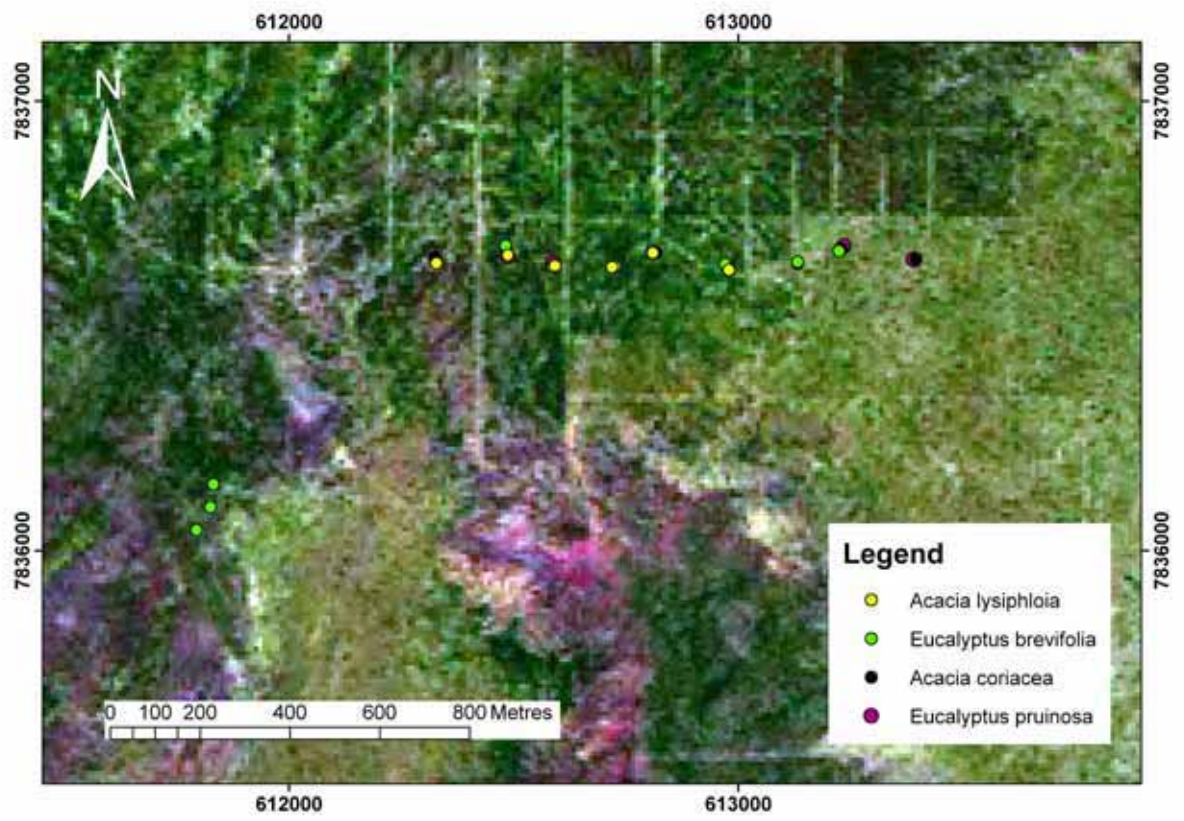 612000 613000
N
7837000 7837000
7836000 7836000
Legend
Acacia lysiphloia
Eucalyptus brevifolia
Acacia coriacea
Eucalyptus pruinosa
0 100 200 400 600 800 Metres
612000 613000